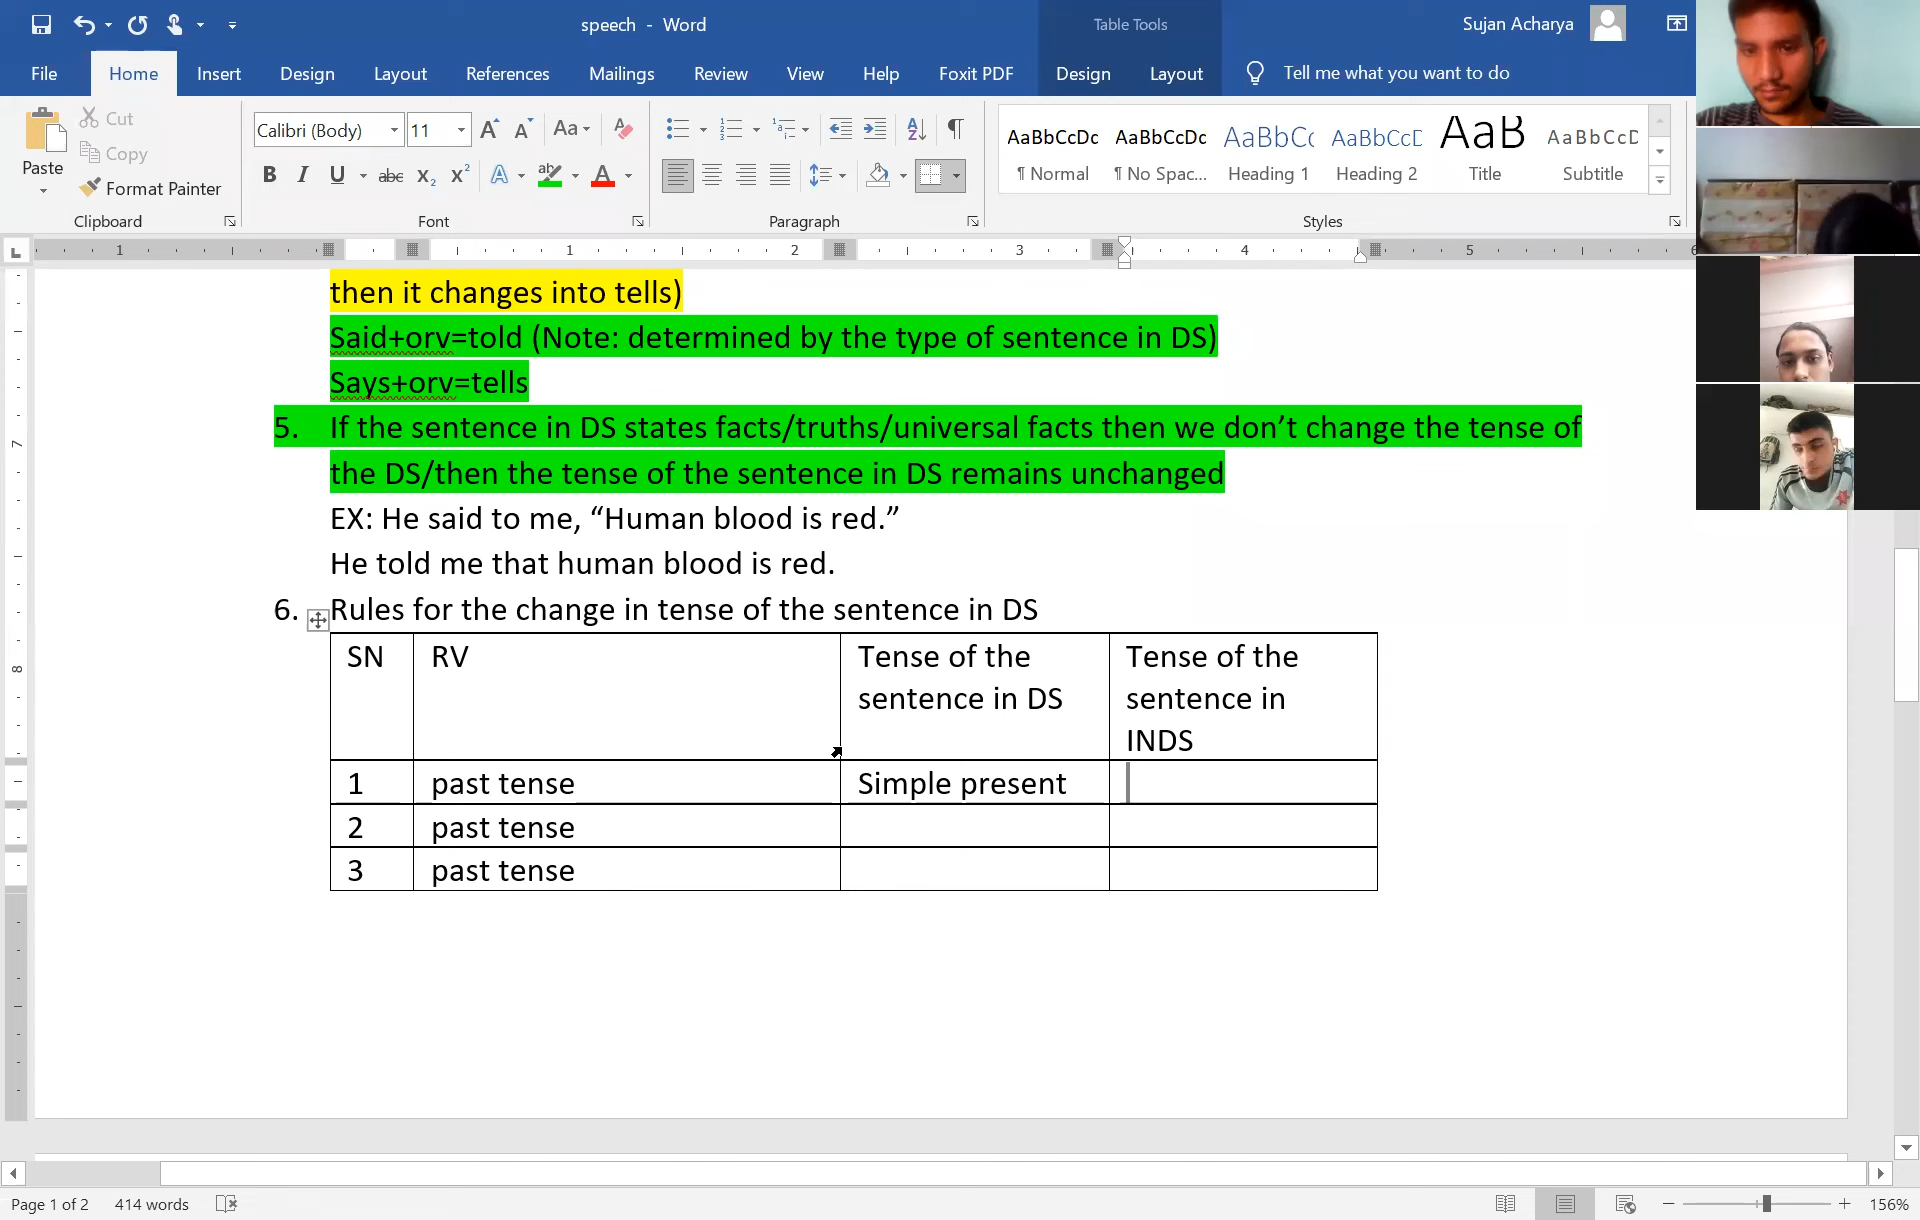 speech - Word
Table Tools
Sujan Acharya
File Home Insert Design Layout References Mailings Review View Help Foxit PDF Design Layout Tell me what you want to do
Paste
Cut
Copy
Format Painter
Clipboard
Calibri (Body) 11
Font
Paragraph
AaBbCcDc AaBbCcDc AaBbCc AaBbCcD AaB AaBbCcD
¶ Normal ¶ No Spac... Heading 1 Heading 2 Title Subtitle
Styles
1 1 2 3 4 5
then it changes into tells)
Said+orv=told (Note: determined by the type of sentence in DS)
Says+orv=tells
5. If the sentence in DS states facts/truths/universal facts then we don’t change the tense of
the DS/then the tense of the sentence in DS remains unchanged
EX: He said to me, “Human blood is red.”
He told me that human blood is red.
6. Rules for the change in tense of the sentence in DS
SN RV Tense of the sentence in DS Tense of the sentence in INDS
1 past tense Simple present
2 past tense
3 past tense
7
8
Page 1 of 2 414 words
156%